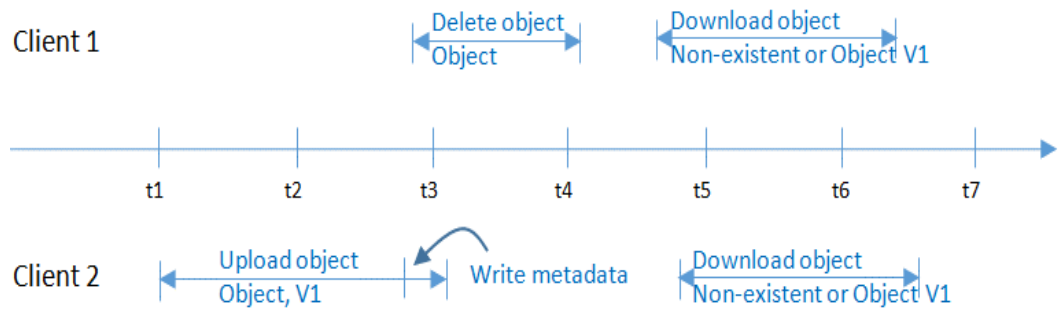 Client 1
Delete object
Object
Download object
Non-existent or Object V1
t1 t2 t3 t4 t5 t6 t7
Client 2
Upload object
Object, V1
Write metadata
Download object
Non-existent or Object V1